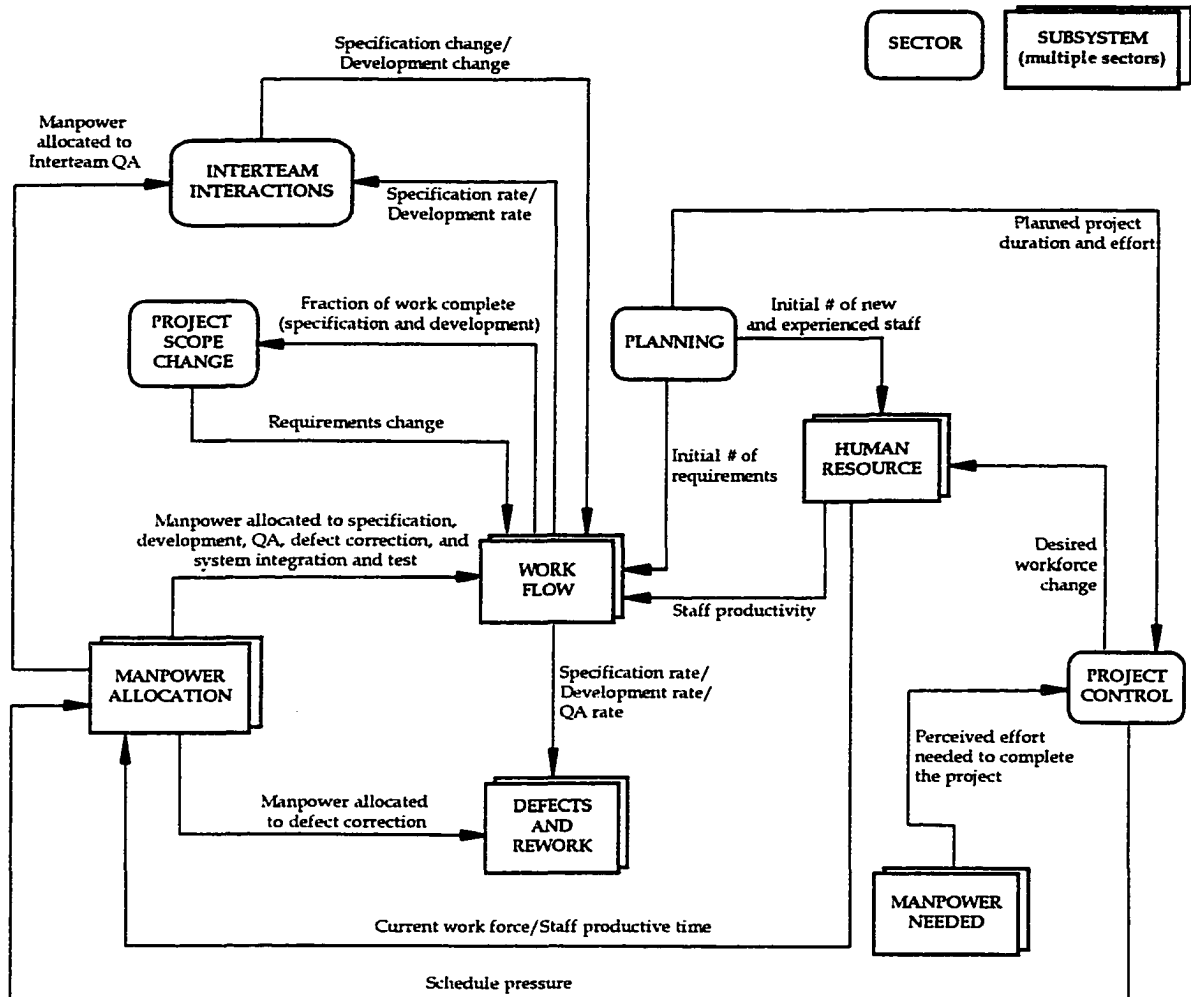 Specification change/
Development change
SECTOR
SUBSYSTEM
(multiple sectors)
Manpower
allocated to
Interteam QA
INTERTEAM
INTERACTIONS
Specification rate/
Development rate
Planned project
duration and effort
Fraction of work complete
(specification and development)
PROJECT
SCOPE
CHANGE
Initial # of new
and experienced staff
PLANNING
Requirements change
Initial # of
requirements
HUMAN
RESOURCE
Manpower allocated to specification,
development, QA, defect correction, and
system integration and test
WORK
FLOW
Staff productivity
Desired
workforce
change
MANPOWER
ALLOCATION
Specification rate/
Development rate/
QA rate
PROJECT
CONTROL
Perceived effort
needed to complete
the project
Manpower allocated
to defect correction
DEFECTS
AND
REWORK
MANPOWER
NEEDED
Current work force/Staff productive time
Schedule pressure